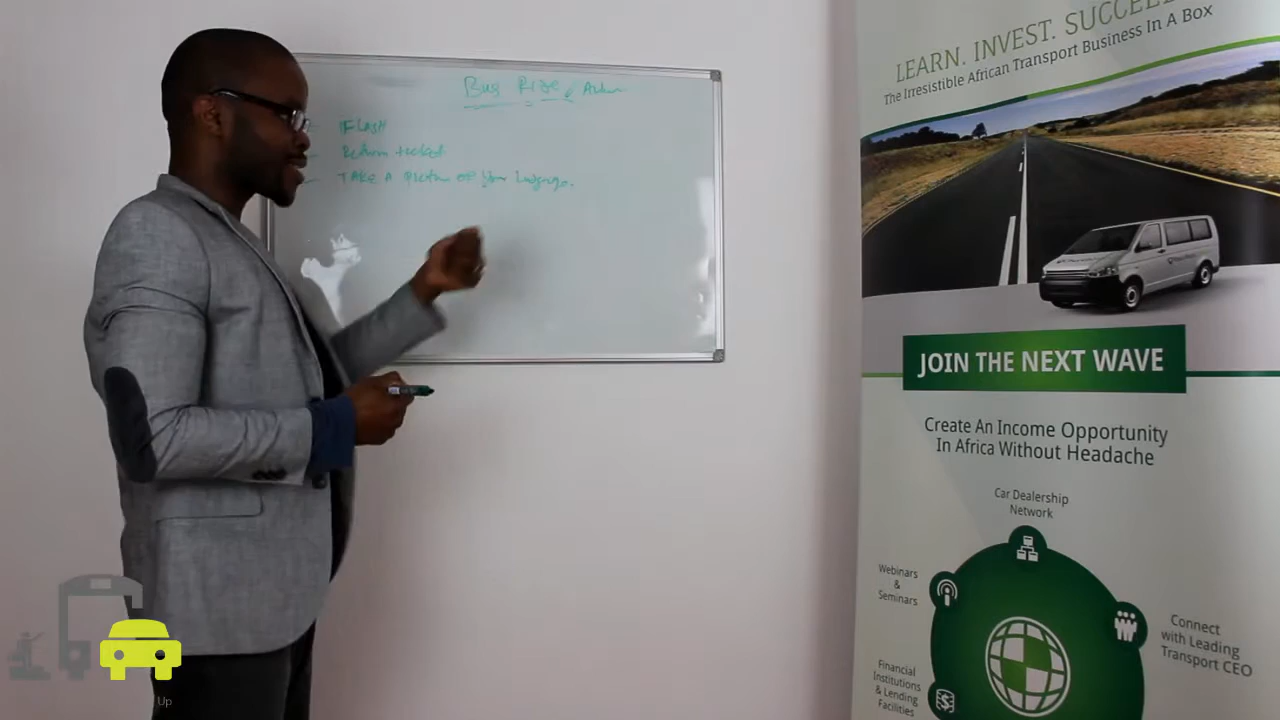 Bus Ride,
FLASH
Return ticket
TAKE A Picture OF your Luggage.
LEARN. INVEST. SUCCEED
The Irresistible African Transport Business In A Box
JOIN THE NEXT WAVE
Create An Income Opportunity
In Africa Without Headache
Car Dealership
Network
Webinars
&
Seminars
Connect
with Leading
Transport CEO
Financial
Institutions
& Lending
Facilities
Up